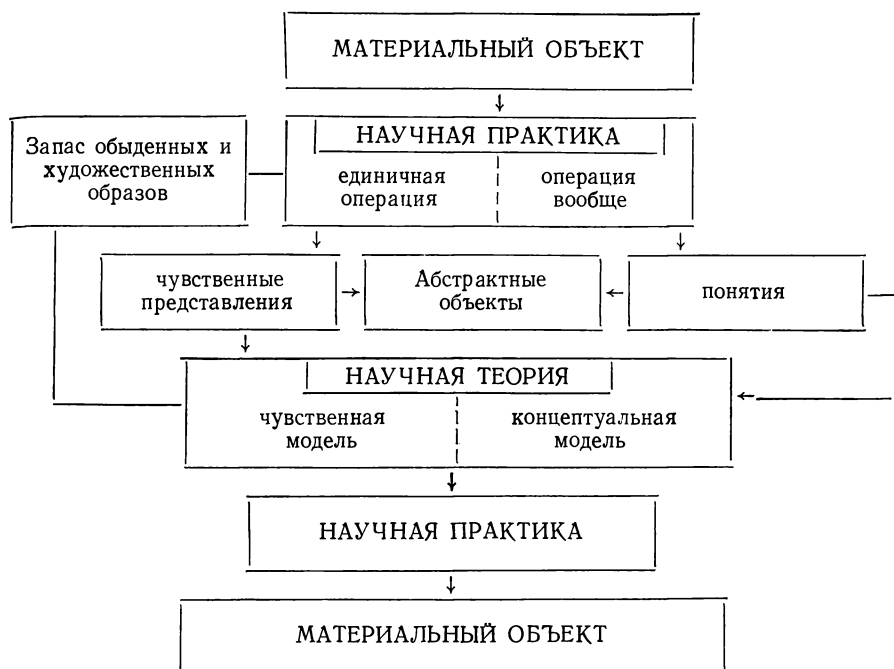 МАТЕРИАЛЬНЫЙ ОБЪЕКТ
Запас обыденных и
художественных
образов
НАУЧНАЯ ПРАКТИКА
единичная
операция
операция
вообще
чувственные
представления
Абстрактные
объекты
понятия
НАУЧНАЯ ТЕОРИЯ
чувственная
модель
концептуальная
модель
НАУЧНАЯ ПРАКТИКА
МАТЕРИАЛЬНЫЙ ОБЪЕКТ